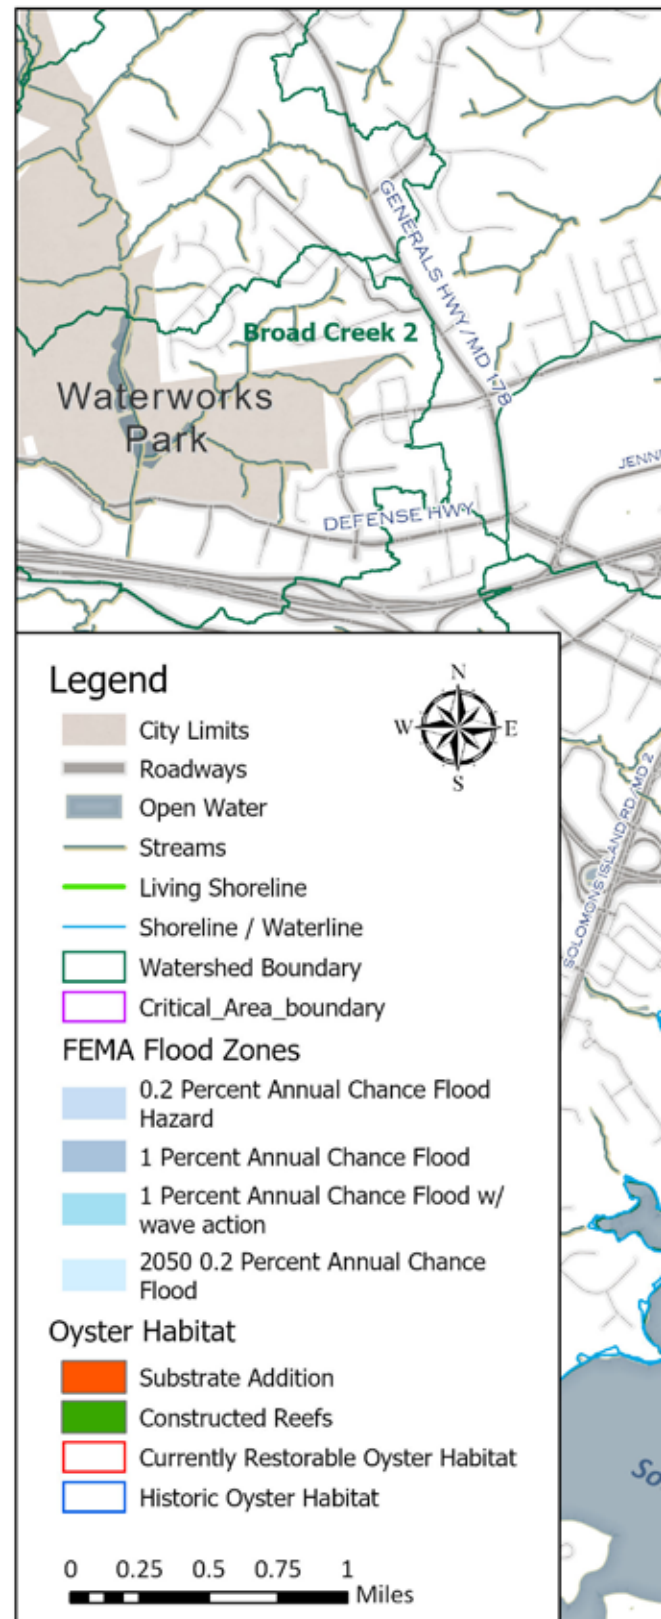 GENERALS HWY / MD 178
Broad Creek 2
Waterworks
Park
JENN
DEFENSE HWY
Legend
N
W
E
S
City Limits
Roadways
Open Water
Streams
Living Shoreline
Shoreline / Waterline
Watershed Boundary
Critical_Area_boundary
FEMA Flood Zones
0.2 Percent Annual Chance Flood
Hazard
1 Percent Annual Chance Flood
1 Percent Annual Chance Flood w/
wave action
2050 0.2 Percent Annual Chance
Flood
Oyster Habitat
Substrate Addition
Constructed Reefs
Currently Restorable Oyster Habitat
Historic Oyster Habitat
0 0.25 0.5 0.75 1
Miles
SOLOMONS ISLAND RD / MD 2
So